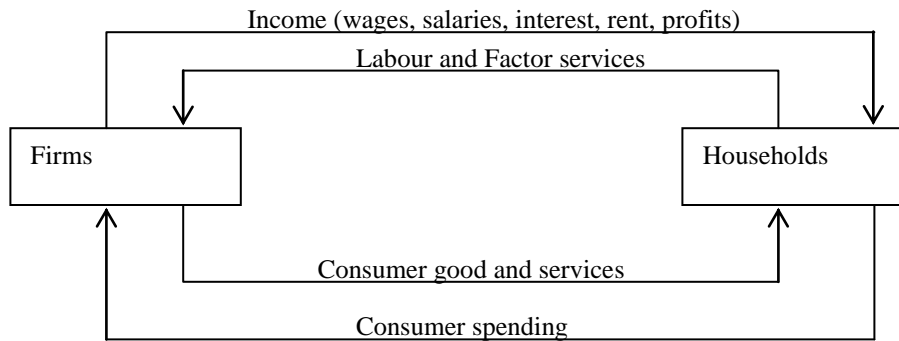 Income (wages, salaries, interest, rent, profits)
Labour and Factor services
Firms
Households
Consumer good and services
Consumer spending